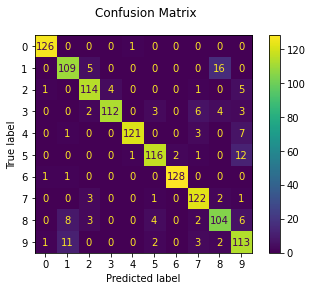 Confusion Matrix
0 126 0 0 0 1 0 0 0 0 0
1 0 109 5 0 0 0 0 0 16 0
2 1 0 114 4 0 0 0 1 0 5
3 0 0 2 112 0 3 0 6 4 3
4 0 1 0 0 121 0 0 3 0 7
5 0 0 0 0 1 116 2 1 0 12
6 1 1 0 0 0 0 128 0 0 0
7 0 0 3 0 0 1 0 122 2 1
8 0 8 3 0 0 4 0 2 104 6
9 1 11 0 0 0 2 0 3 2 113
0 1 2 3 4 5 6 7 8 9
Predicted label
True label
120
100
80
60
40
20
0